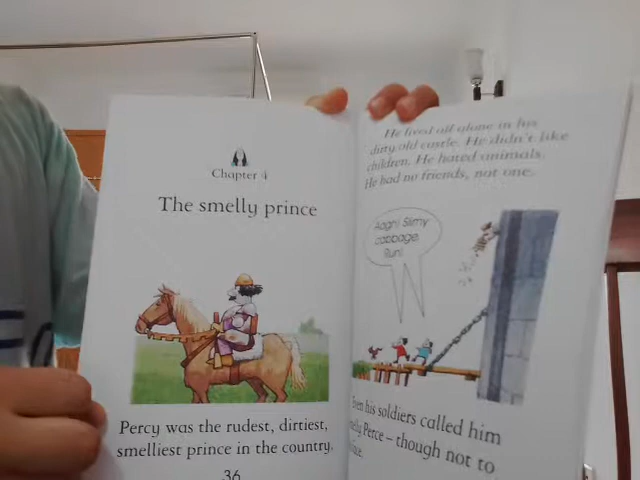 Chapter 4
The smelly prince
Percy was the rudest, dirtiest,
smelliest prince in the country.
36
He lived all alone in his
dirty old castle. He didn't like
children. He hated animals.
He had no friends, not one.
Aagh! Slimy
cabbage.
Run!
Even his soldiers called him
Perce – though not to